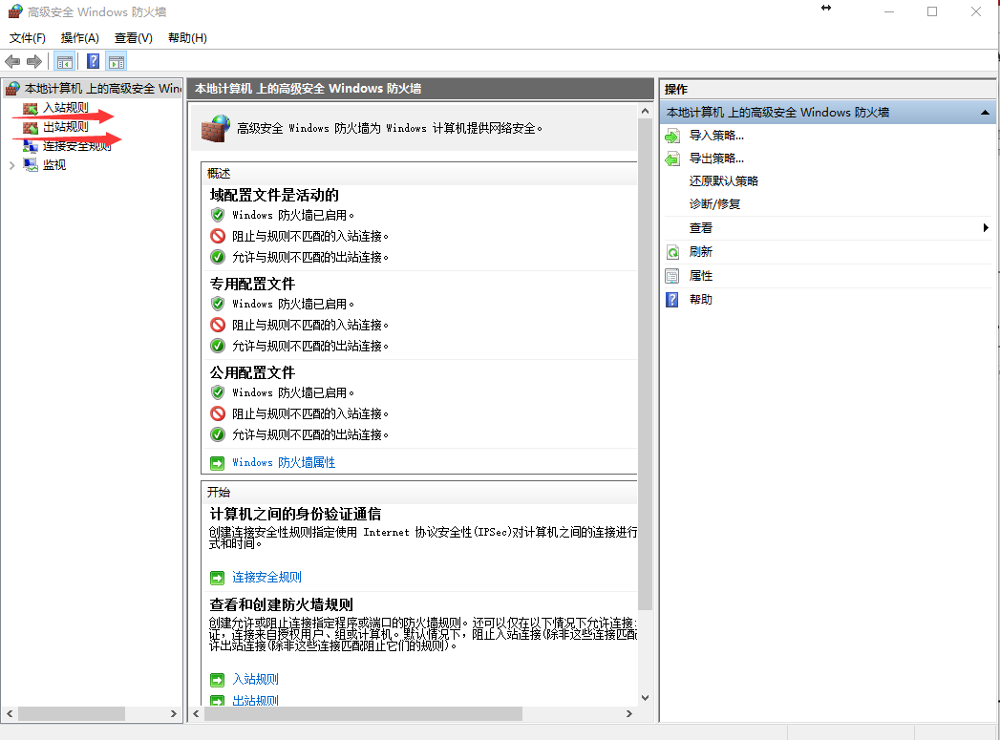 高级安全 Windows 防火墙
文件(F) 操作(A) 查看(V) 帮助(H)
本地计算机 上的高级安全 Win
入站规则
出站规则
连接安全规则
监视
本地计算机 上的高级安全 Windows 防火墙
高级安全 Windows 防火墙为 Windows 计算机提供网络安全。
概述
域配置文件是活动的
Windows 防火墙已启用。
阻止与规则不匹配的入站连接。
允许与规则不匹配的出站连接。
专用配置文件
Windows 防火墙已启用。
阻止与规则不匹配的入站连接。
允许与规则不匹配的出站连接。
公用配置文件
Windows 防火墙已启用。
阻止与规则不匹配的入站连接。
允许与规则不匹配的出站连接。
Windows 防火墙属性
开始
计算机之间的身份验证通信
创建连接安全性规则指定使用 Internet 协议安全性(IPSec)对计算机之间的连接进行
式和时间。
连接安全规则
查看和创建防火墙规则
创建允许或阻止连接指定程序或端口的防火墙规则。还可以仅在以下情况下允许连接:
证，连接来自授权用户、组或计算机。默认情况下，阻止入站连接(除非这些连接匹配
许出站连接(除非这些连接匹配阻止它们的规则)。
入站规则
出站规则
操作
本地计算机 上的高级安全 Windows 防火墙
导入策略...
导出策略...
还原默认策略
诊断/修复
查看
刷新
属性
帮助